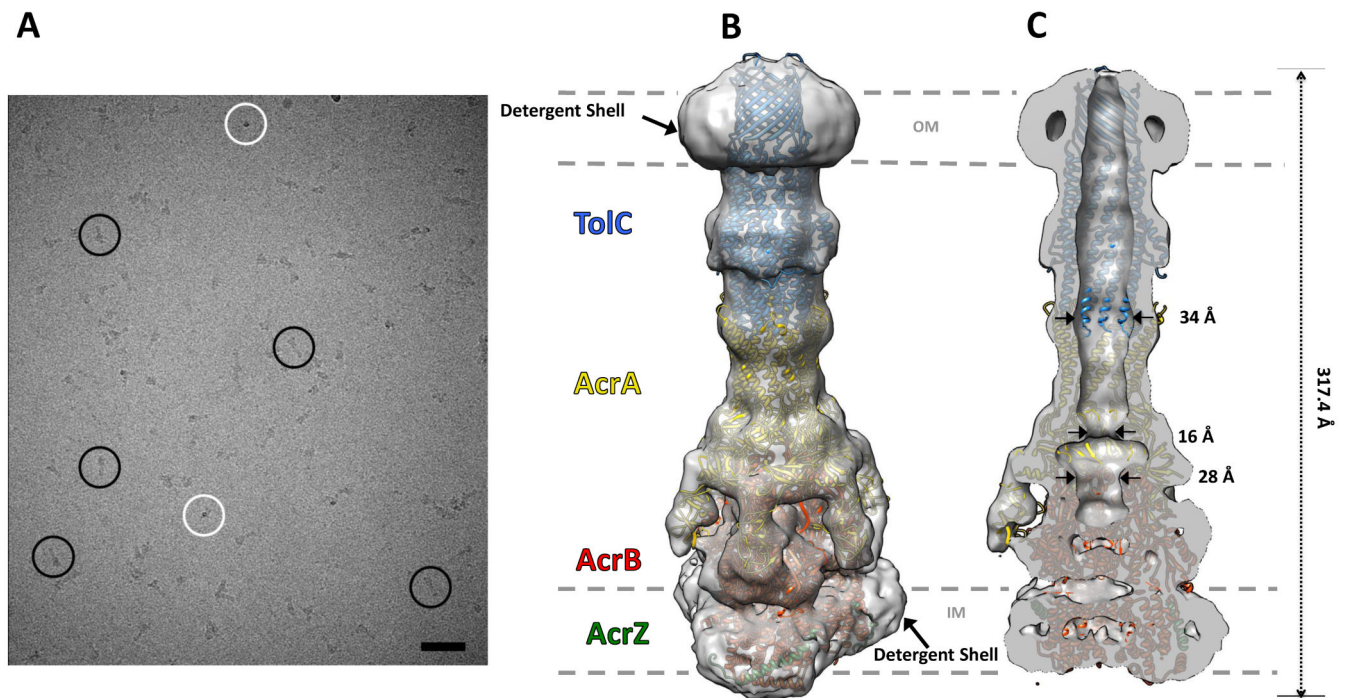 A
B
C
Detergent Shell
OM
TolC
34 Å
AcrA
317.4 Å
16 Å
28 Å
AcrB
IM
AcrZ
Detergent Shell